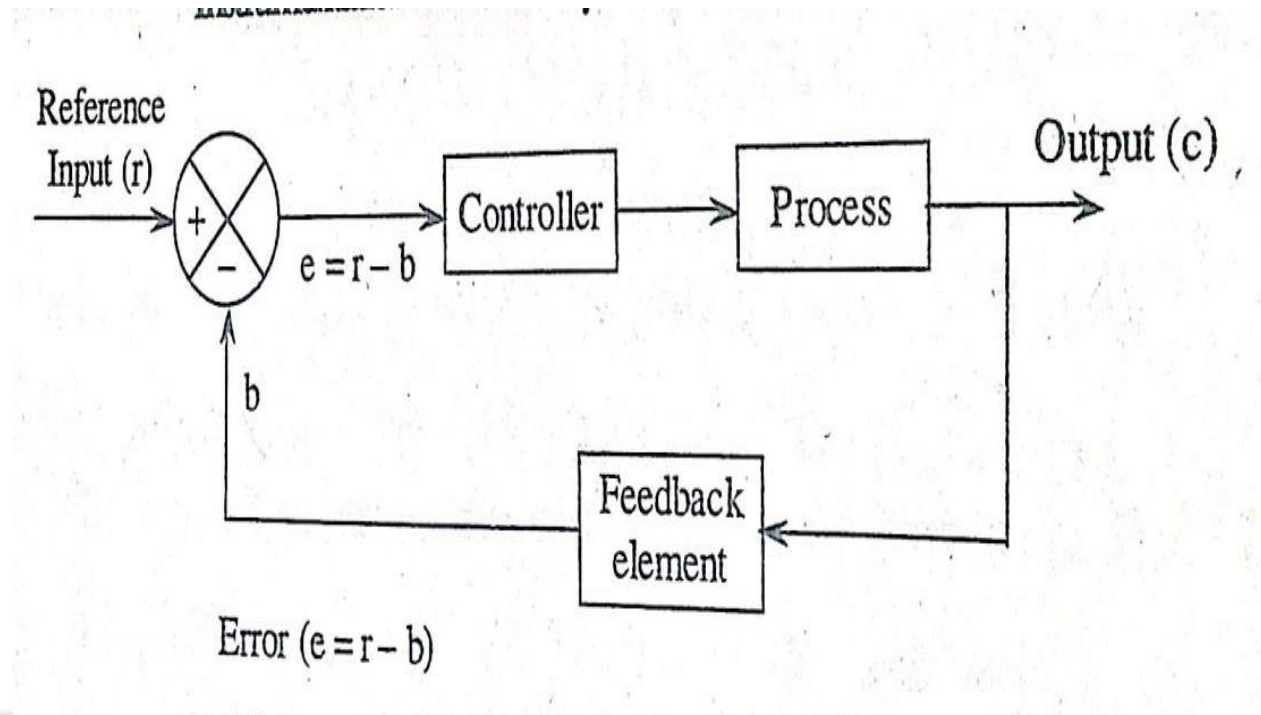 Reference
Input (r)
+
−
e = r − b
Controller
Process
Output (c)
b
Feedback
element
Error (e = r − b)